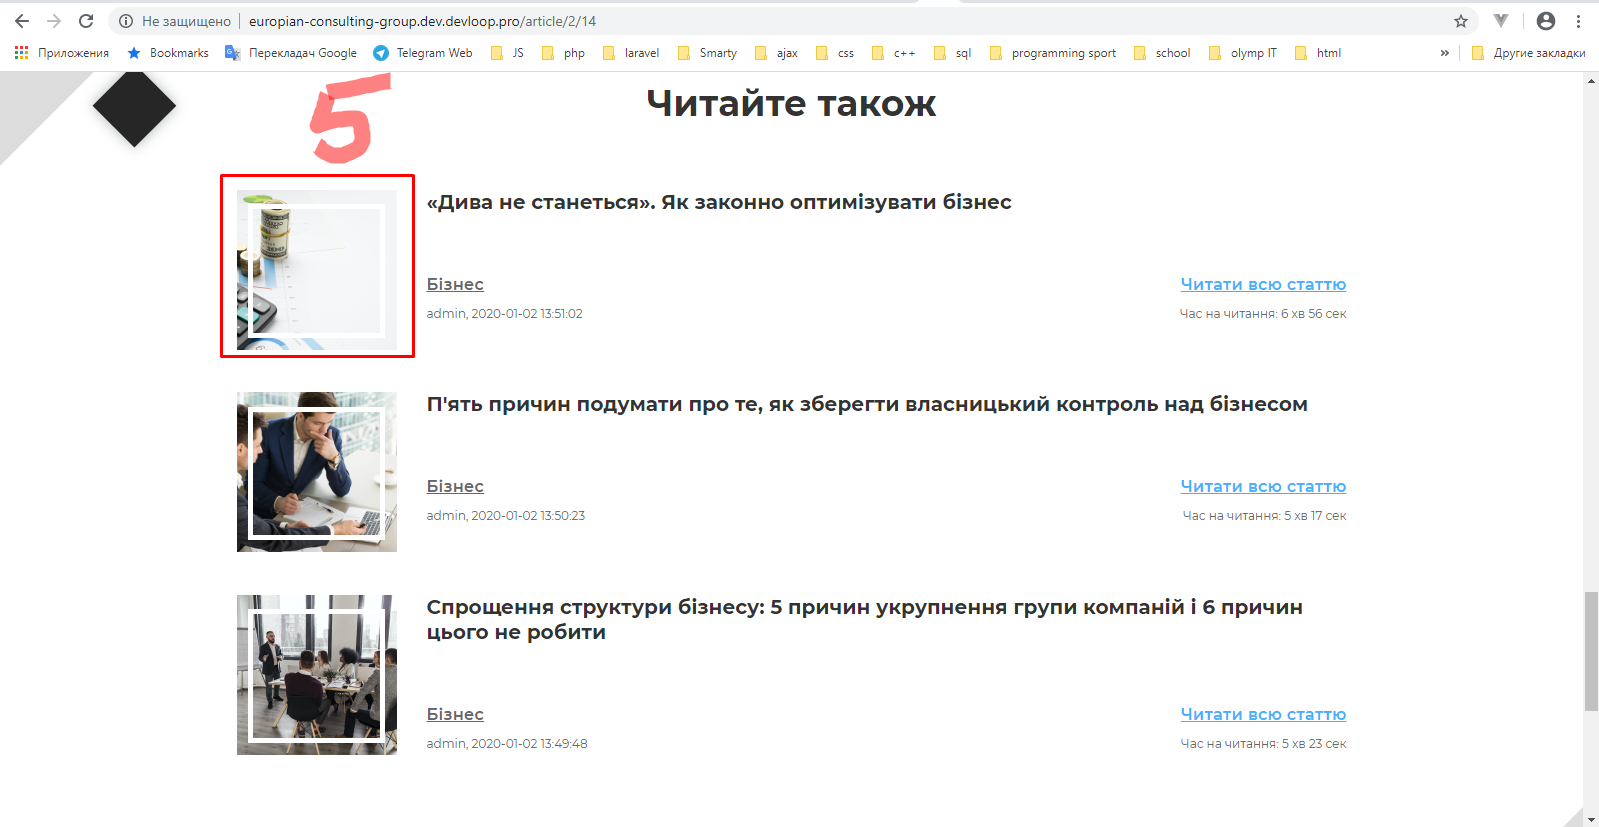 Не защищено
europian-consulting-group.dev.devloop.pro/article/2/14
Приложения
Bookmarks
Перекладач Google
Telegram Web
JS
php
laravel
Smarty
ajax
css
c++
sql
programming sport
school
olymp IT
html
»
Другие закладки
5
Читайте також
«Дива не станеться». Як законно оптимізувати бізнес
Бізнес
Читати всю статтю
admin, 2020-01-02 13:51:02
Час на читання: 6 хв 56 сек
П'ять причин подумати про те, як зберегти власницький контроль над бізнесом
Бізнес
Читати всю статтю
admin, 2020-01-02 13:50:23
Час на читання: 5 хв 17 сек
Спрощення структури бізнесу: 5 причин укрупнення групи компаній і 6 причин
цього не робити
Бізнес
Читати всю статтю
admin, 2020-01-02 13:49:48
Час на читання: 5 хв 23 сек